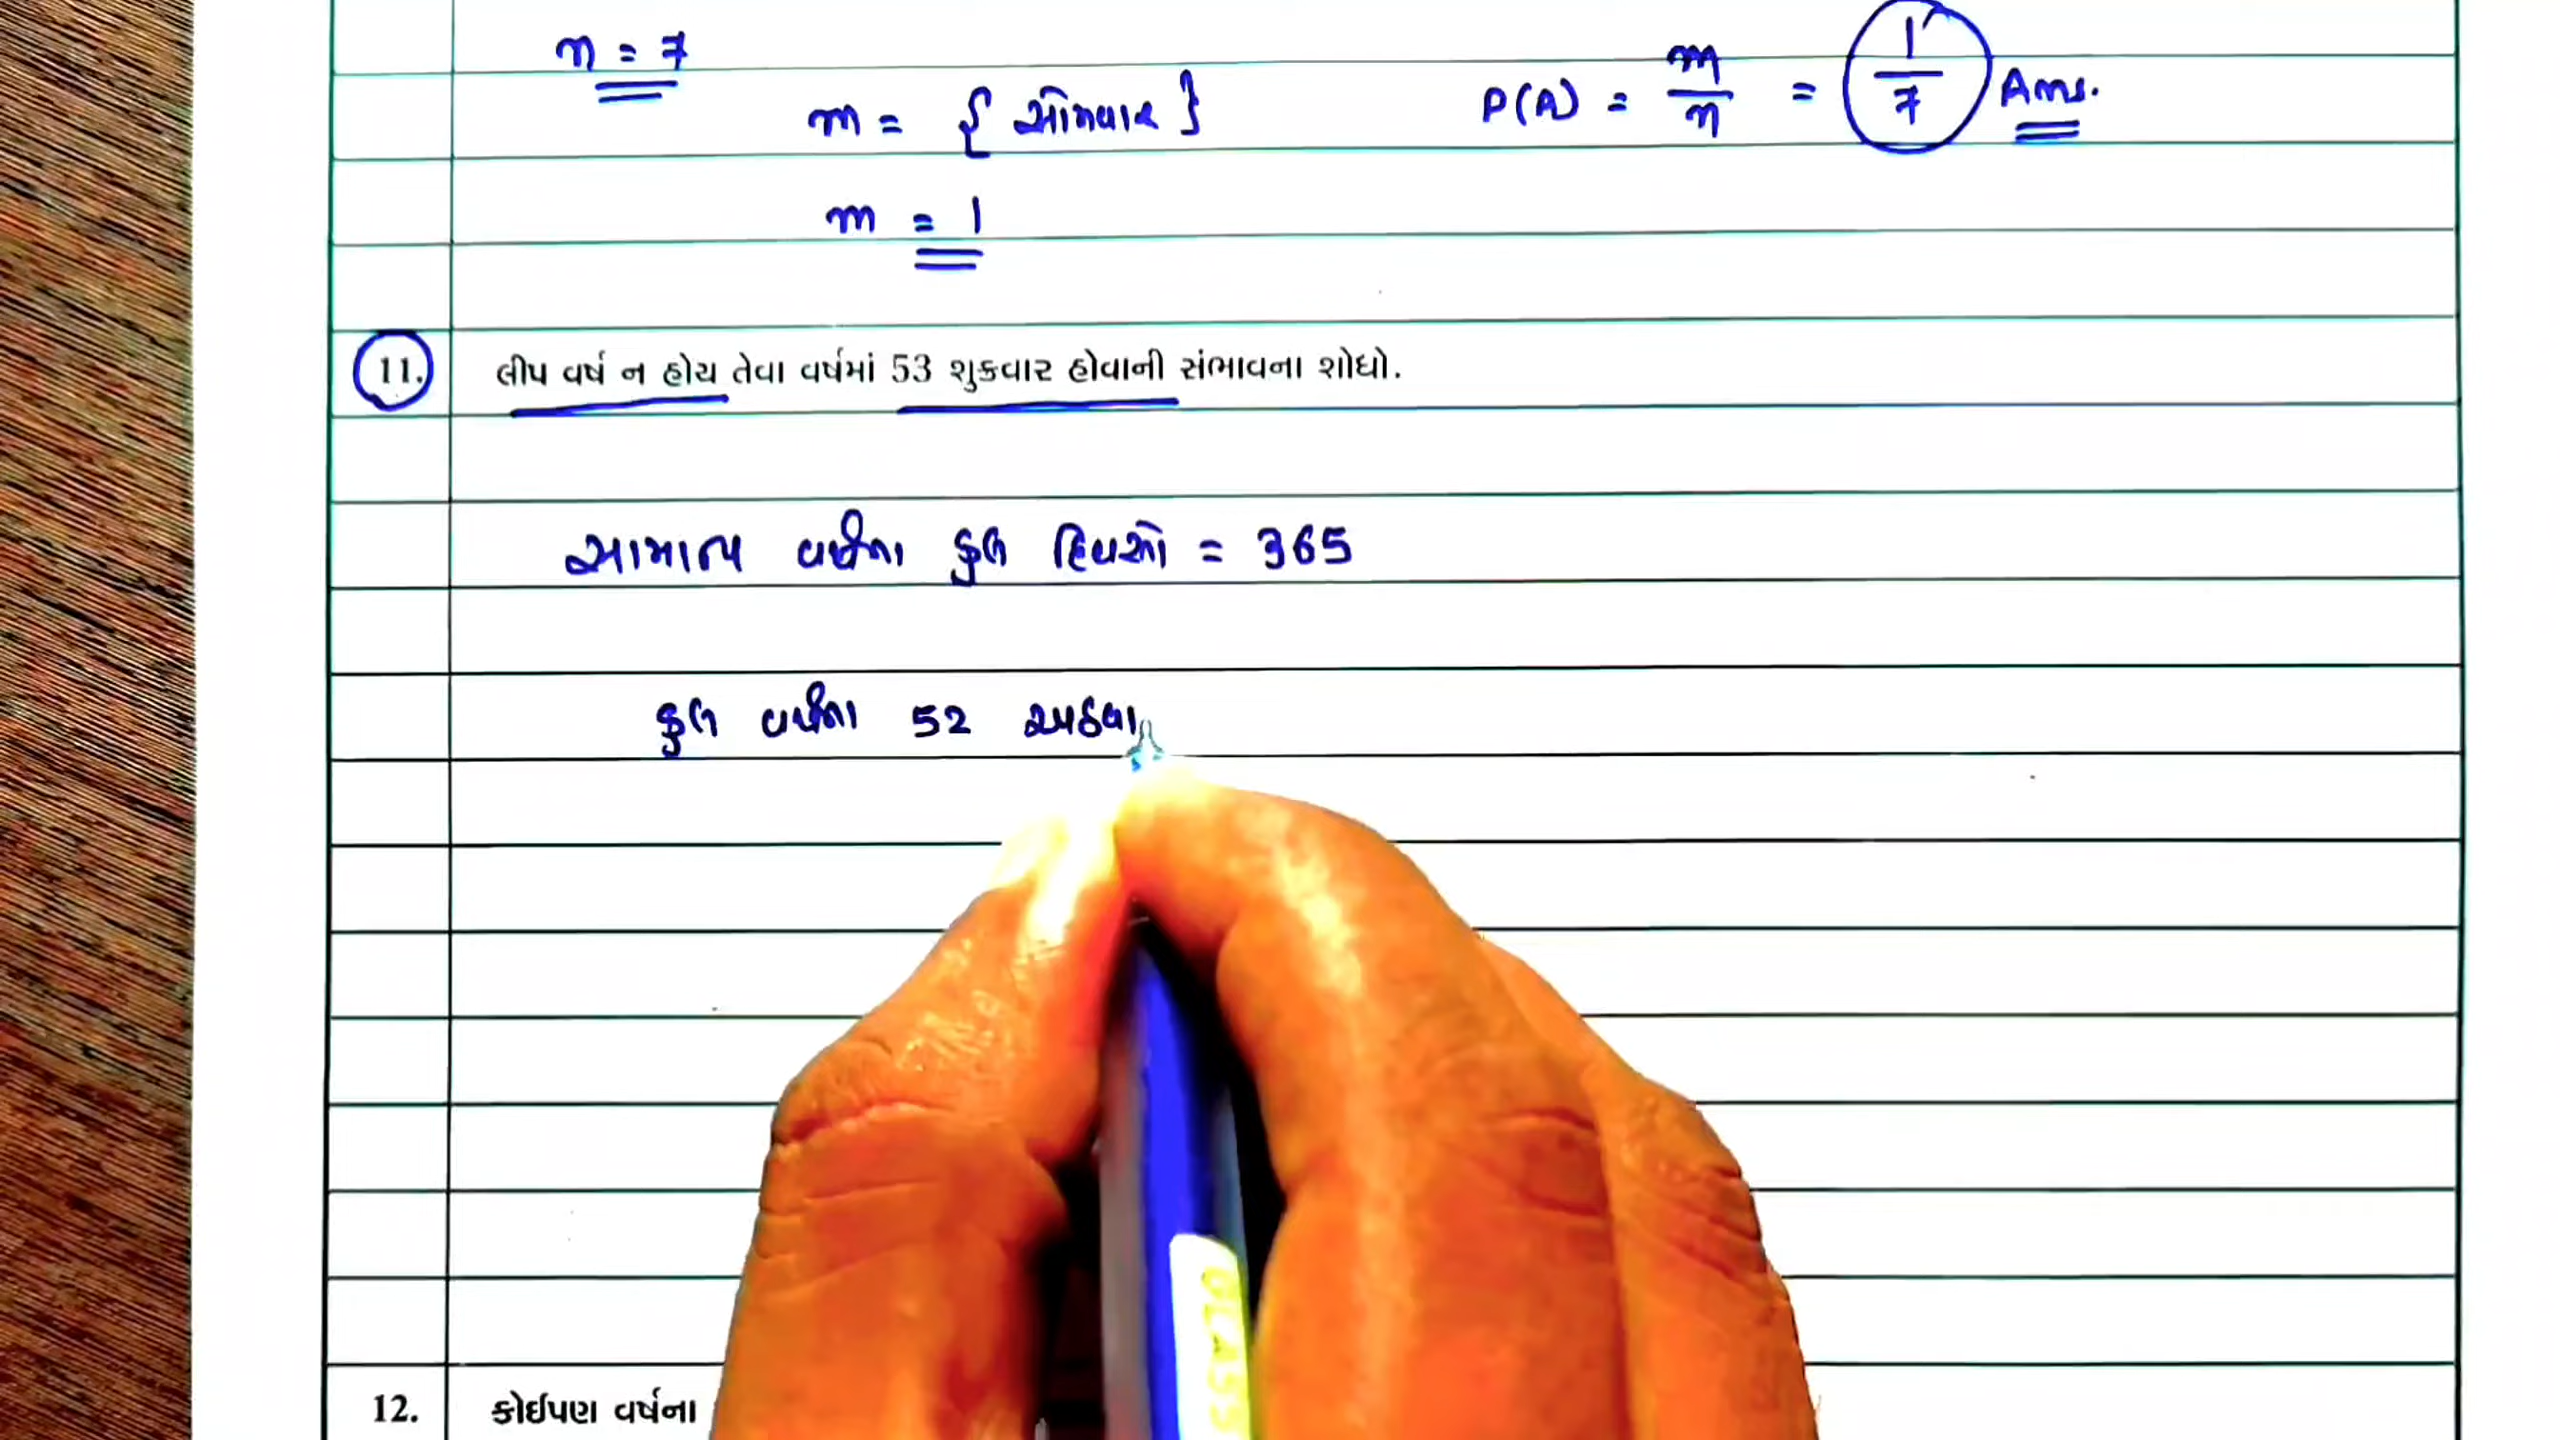 n = 7
m = { સોમવાર }
P(A) = m/n = 1/7 Ans.
m = 1
11. લીપ વર્ષ ન હોય તેવા વર્ષમાં 53 શુક્રવાર હોવાની સંભાવના શોધો.
સામાન્ય વર્ષના કુલ દિવસો = 365
કુલ વર્ષના 52 અઠવા
12. કોઈપણ વર્ષના